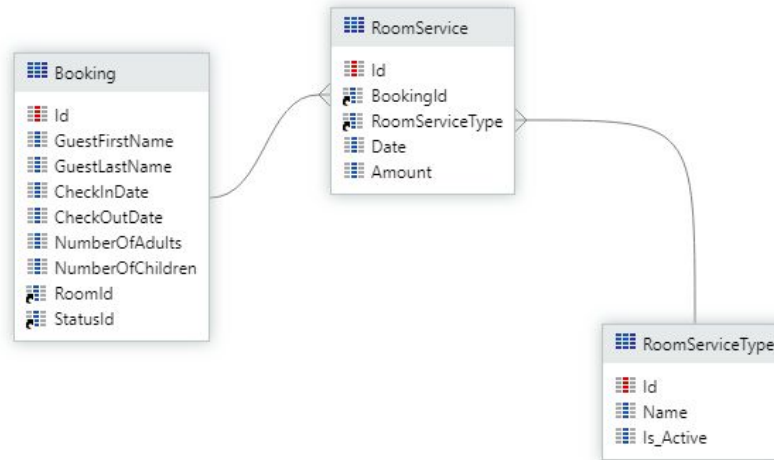 Booking
Id
GuestFirstName
GuestLastName
CheckInDate
CheckOutDate
NumberOfAdults
NumberOfChildren
RoomId
StatusId
RoomService
Id
BookingId
RoomServiceType
Date
Amount
RoomServiceType
Id
Name
Is_Active